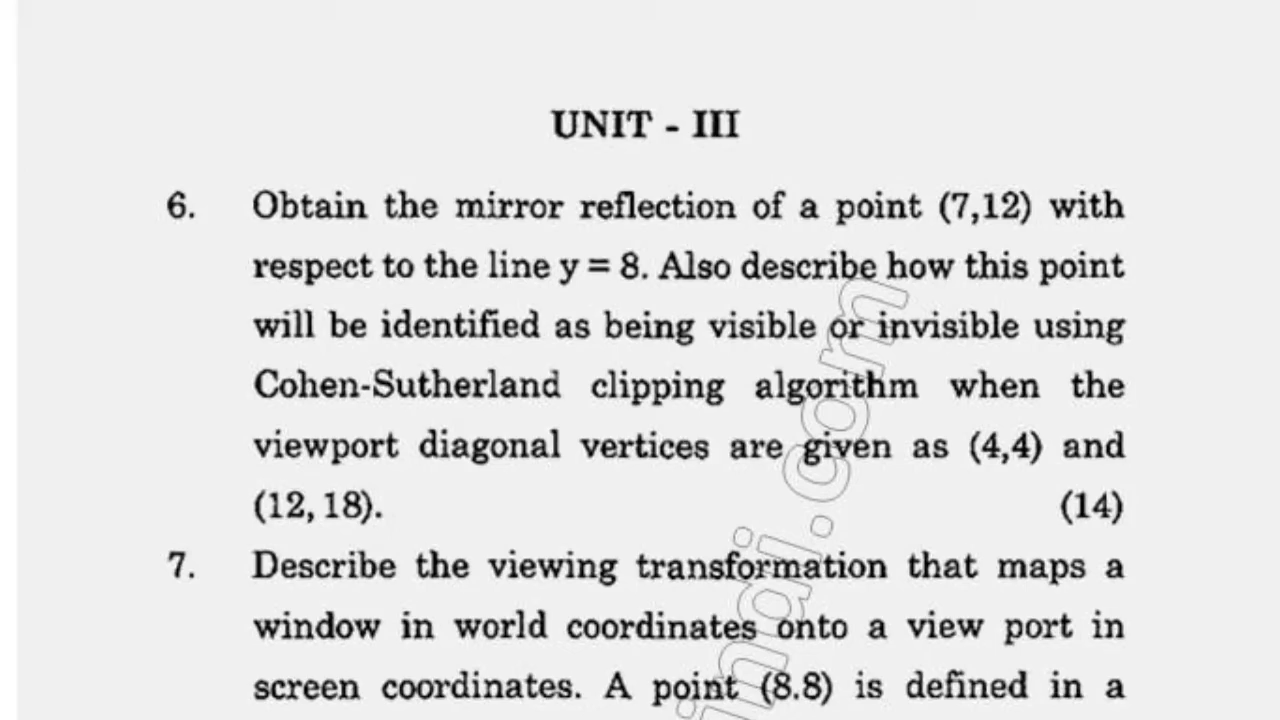 UNIT - III
6. Obtain the mirror reflection of a point (7,12) with
respect to the line y = 8. Also describe how this point
will be identified as being visible or invisible using
Cohen-Sutherland clipping algorithm when the
viewport diagonal vertices are given as (4,4) and
(12, 18). (14)
7. Describe the viewing transformation that maps a
window in world coordinates onto a view port in
screen coordinates. A point (8.8) is defined in a